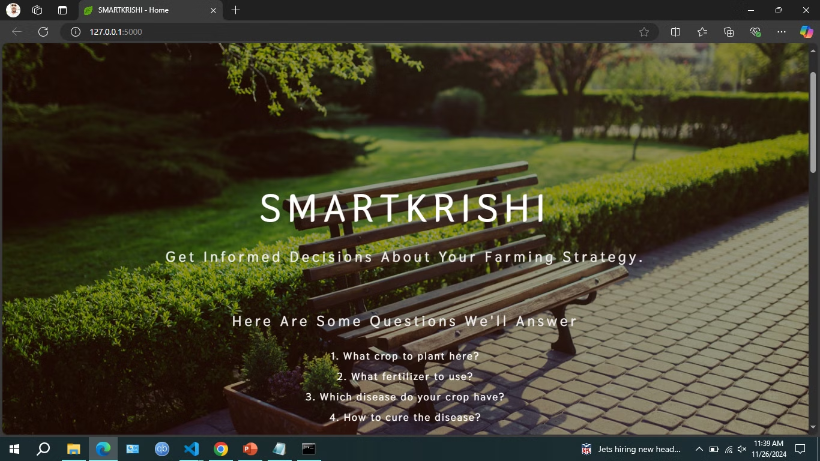 SMARTKRISHI - Home
127.0.0.1:5000
SMARTKRISHI
Get Informed Decisions About Your Farming Strategy.
Here Are Some Questions We'll Answer
1. What crop to plant here?
2. What fertilizer to use?
3. Which disease do your crop have?
4. How to cure the disease?
Jets hiring new head...
11:39 AM
11/26/2024